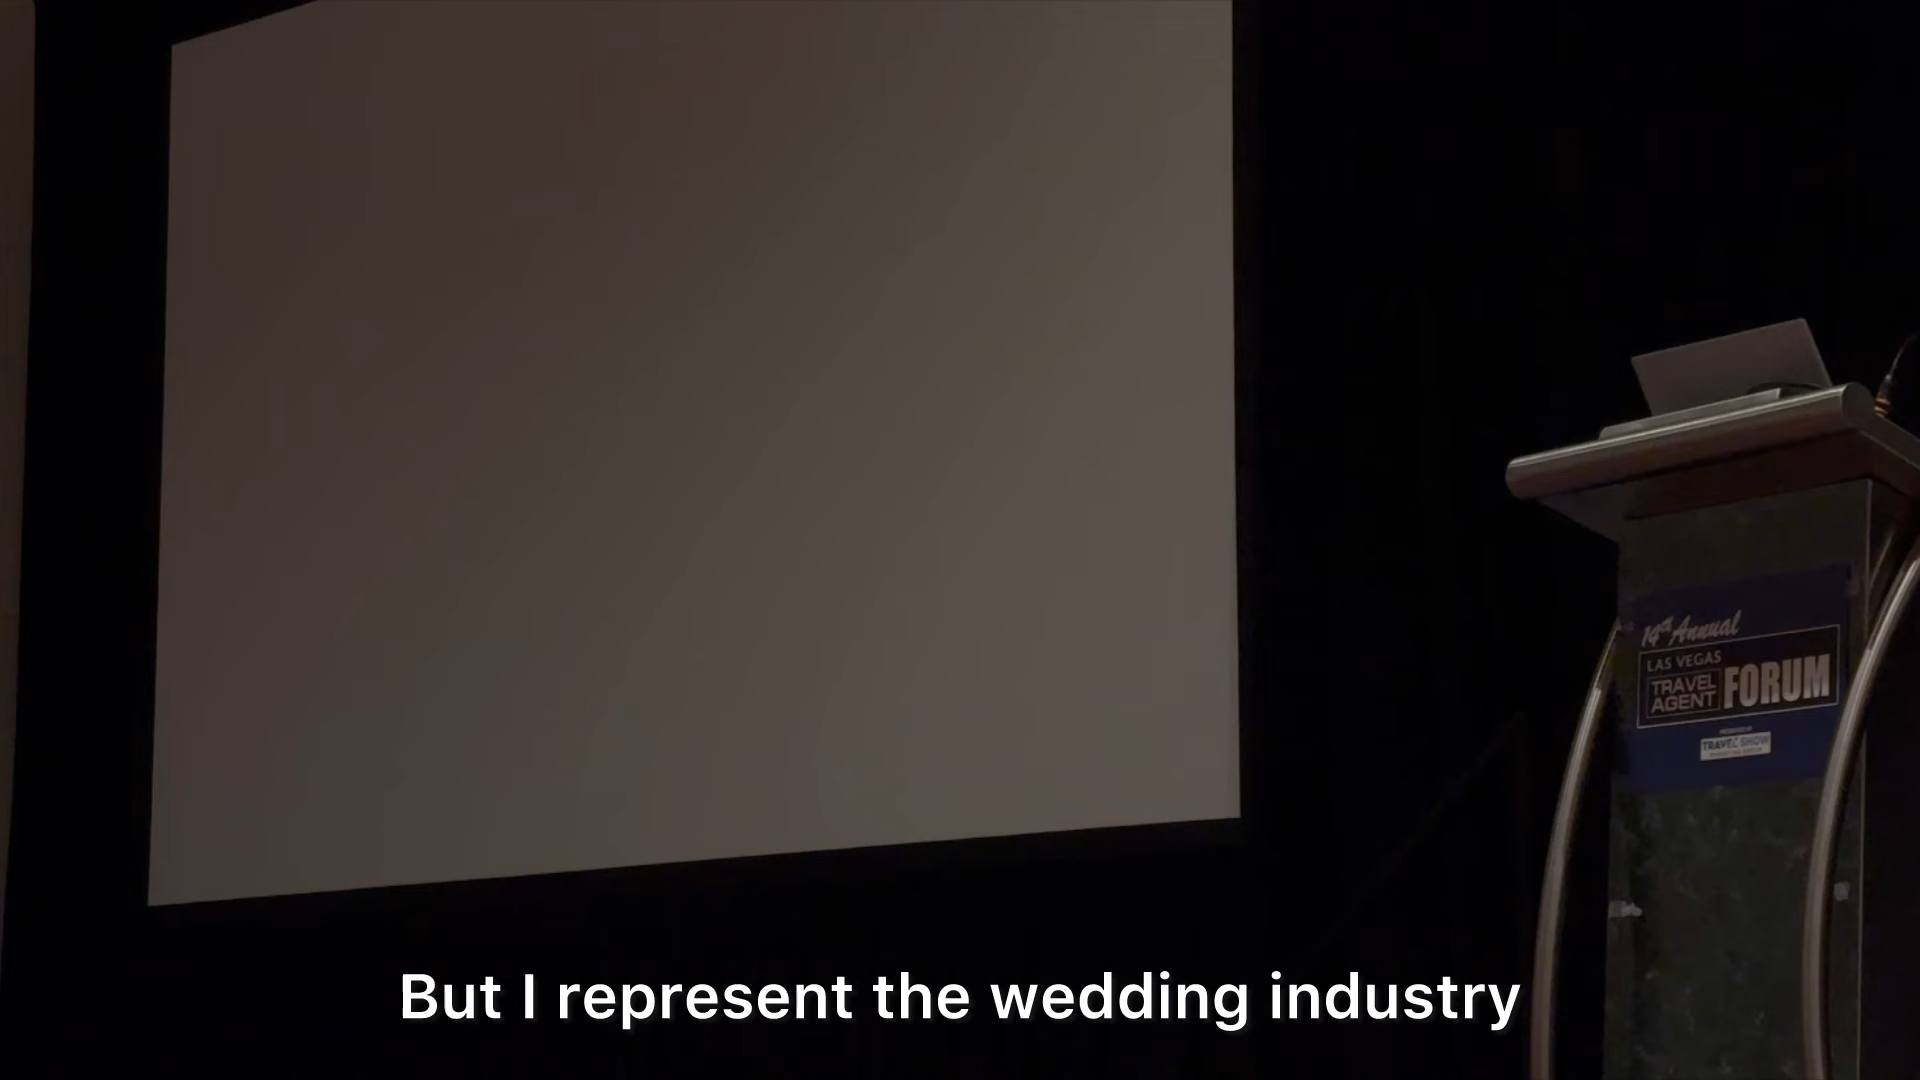 14th Annual
LAS VEGAS
TRAVEL
AGENT
FORUM
TRAVEL SHOW
But I represent the wedding industry